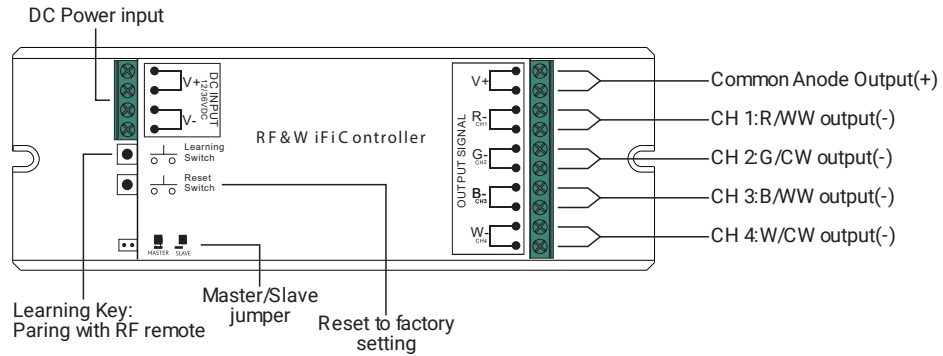 DC Power input
V+
V-
DC INPUT
12/36VDC
Learning
Switch
Reset
Switch
RF&W iFiController
MASTER
SLAVE
OUTPUT SIGNAL
V+
R-
CH1
G-
CH2
B-
CH3
W-
CH4
Common Anode Output(+)
CH 1:R/WW output(-)
CH 2:G/CW output(-)
CH 3:B/WW output(-)
CH 4:W/CW output(-)
Learning Key:
Paring with RF remote
Master/Slave
jumper
Reset to factory
setting